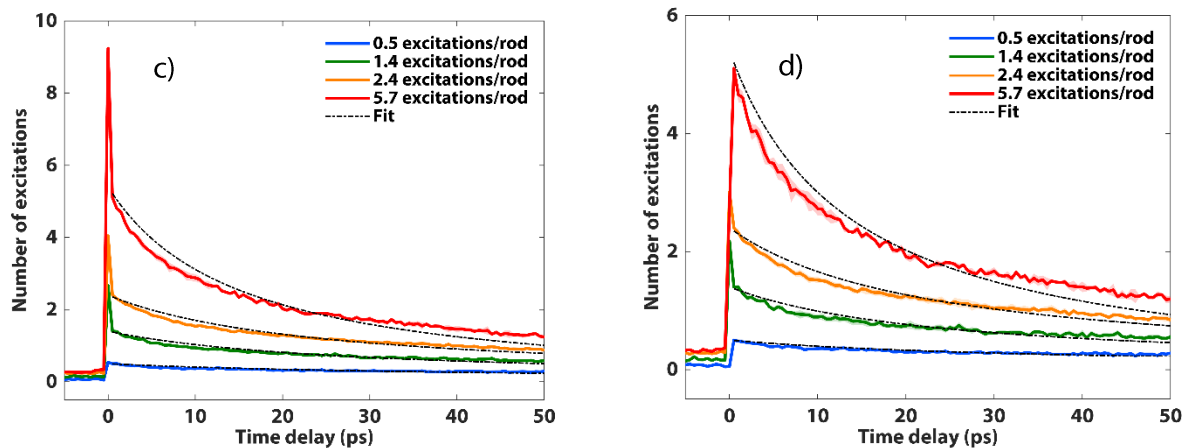 10
8
6
4
2
0
Number of excitations
c)
0.5 excitations/rod
1.4 excitations/rod
2.4 excitations/rod
5.7 excitations/rod
Fit
0 10 20 30 40 50
Time delay (ps)
6
4
2
0
Number of excitations
d)
0.5 excitations/rod
1.4 excitations/rod
2.4 excitations/rod
5.7 excitations/rod
Fit
0 10 20 30 40 50
Time delay (ps)